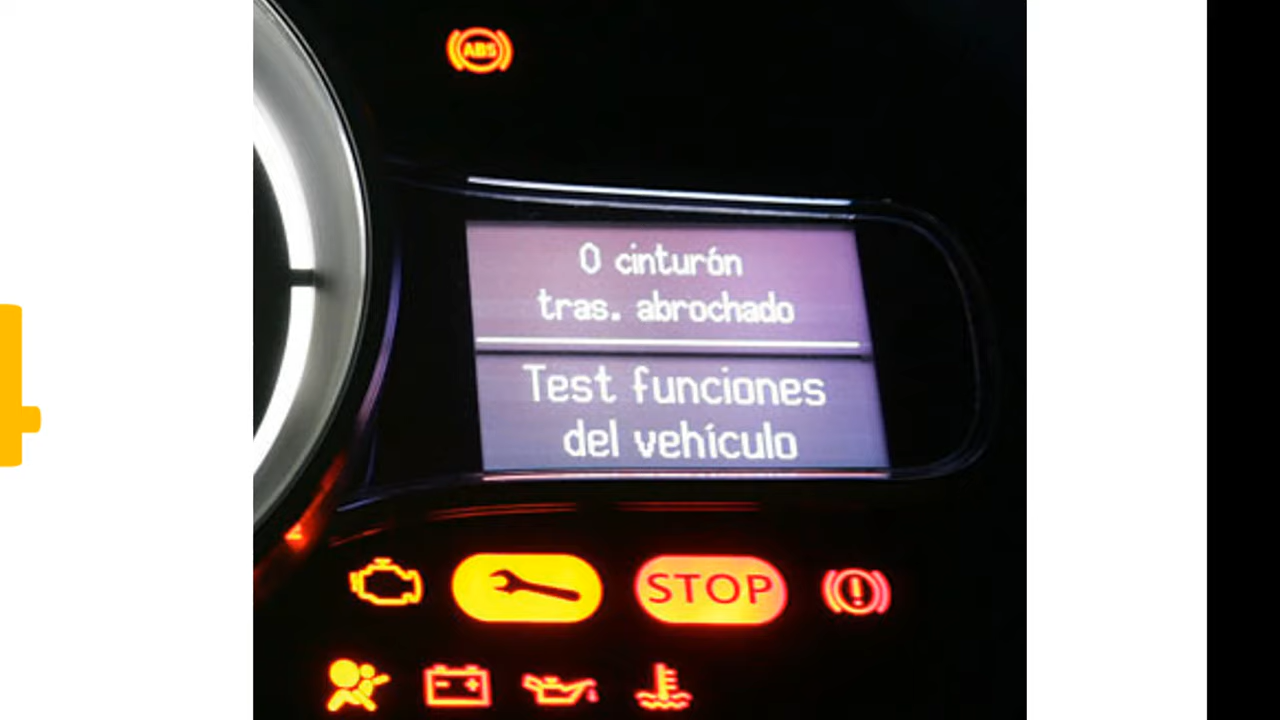 ABS
0 cinturón
tras. abrochado
Test funciones
del vehículo
STOP